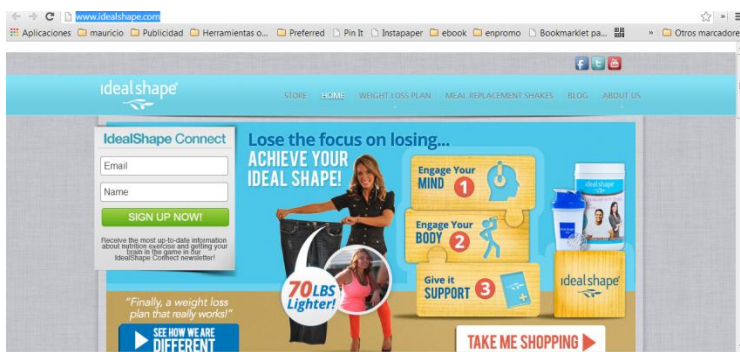 www.idealshape.com
Aplicaciones mauricio Publicidad Herramientas o... Preferred Pin It Instapaper ebook enpromo Bookmarklet pa... » Otros marcadore
idealshape
STORE HOME WEIGHT LOSS PLAN MEAL REPLACEMENT SHAKES BLOG ABOUT US
IdealShape Connect
Email
Name
SIGN UP NOW!
Receive the most up-to-date information
about nutrition exercise and getting your
brain in the game in our
IdealShape Connect newsletter!
Lose the focus on losing...
ACHIEVE YOUR
IDEAL SHAPE!
70LBS
Lighter!
Engage Your
MIND 1
Engage Your
BODY 2
Give it
SUPPORT 3
idealshape
idealshape
"Finally, a weight loss
plan that really works!"
SEE HOW WE ARE
DIFFERENT
TAKE ME SHOPPING